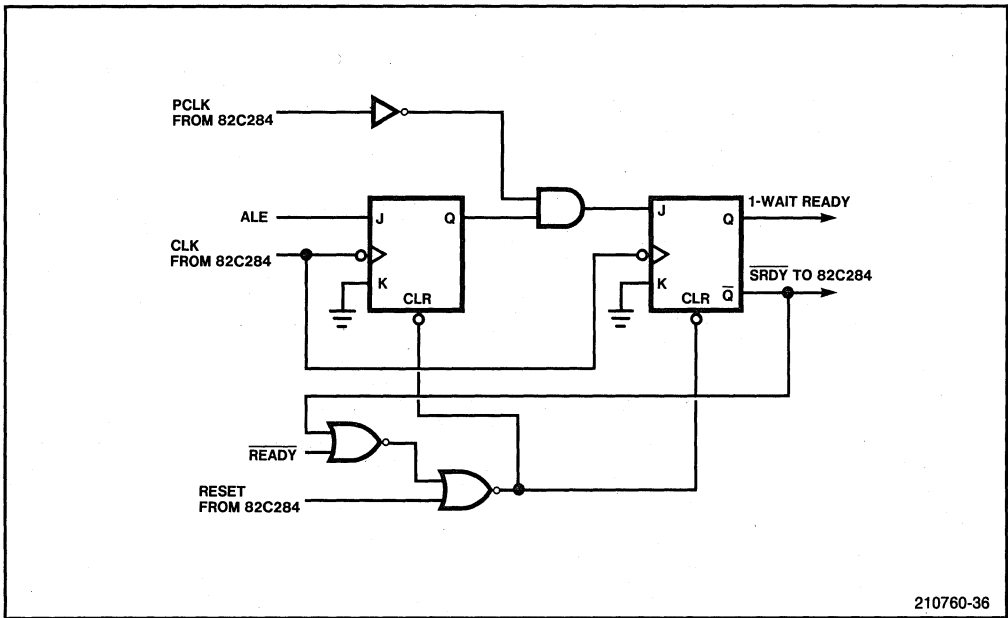 PCLK
FROM 82C284
ALE
CLK
FROM 82C284
J
Q
K
CLR
J
Q
K
CLR
Q̅
1-WAIT READY
S̅R̅D̅Y̅ TO 82C284
R̅E̅A̅D̅Y̅
RESET
FROM 82C284
210760-36